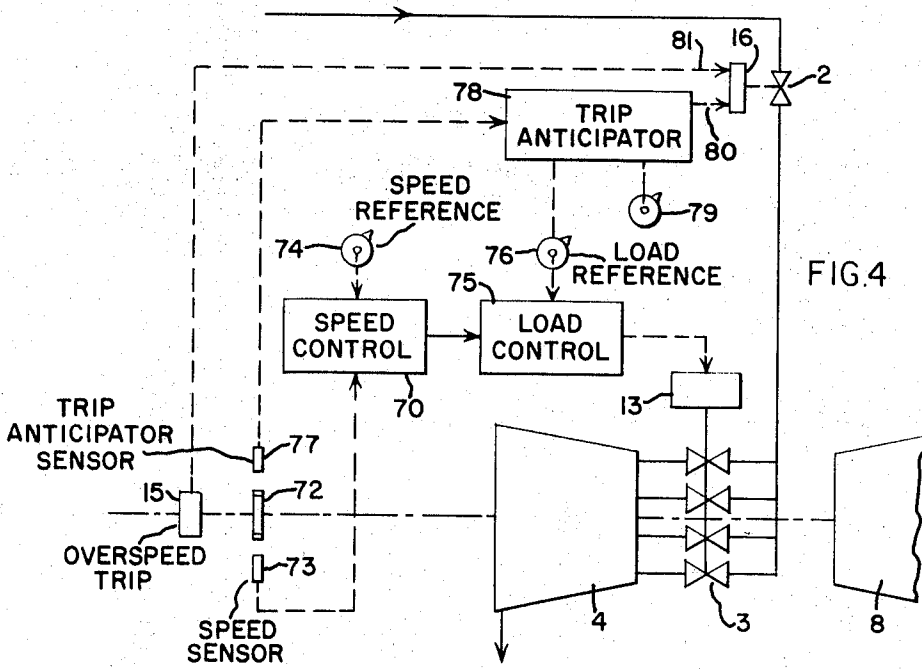 81
16
2
78
TRIP
ANTICIPATOR
80
SPEED
REFERENCE
79
74
76
LOAD
REFERENCE
FIG.4
75
SPEED
CONTROL
LOAD
CONTROL
70
13
TRIP
ANTICIPATOR
SENSOR
77
15
72
OVERSPEED
TRIP
73
SPEED
SENSOR
4
3
8